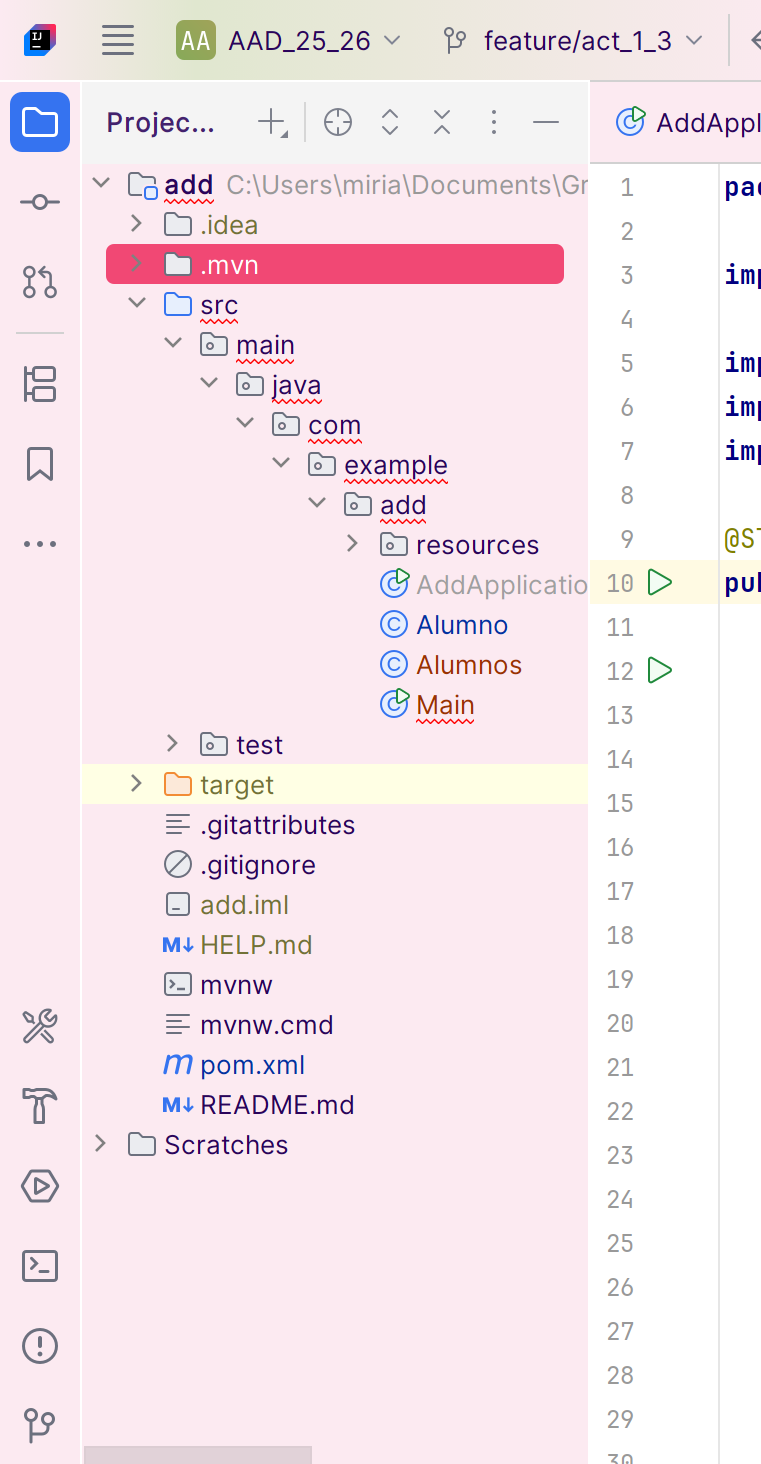 IJ
AA AAD_25_26 feature/act_1_3
Projec...
AddAppl
add C:\Users\miria\Documents\Gr
.idea
.mvn
src
main
java
com
example
add
resources
AddApplicatio
Alumno
Alumnos
Main
test
target
.gitattributes
.gitignore
add.iml
HELP.md
mvnw
mvnw.cmd
pom.xml
README.md
Scratches
1 pac
2
3 imp
4
5 imp
6 imp
7 imp
8
9 @ST
10 pub
11
12
13
14
15
16
17
18
19
20
21
22
23
24
25
26
27
28
29
30